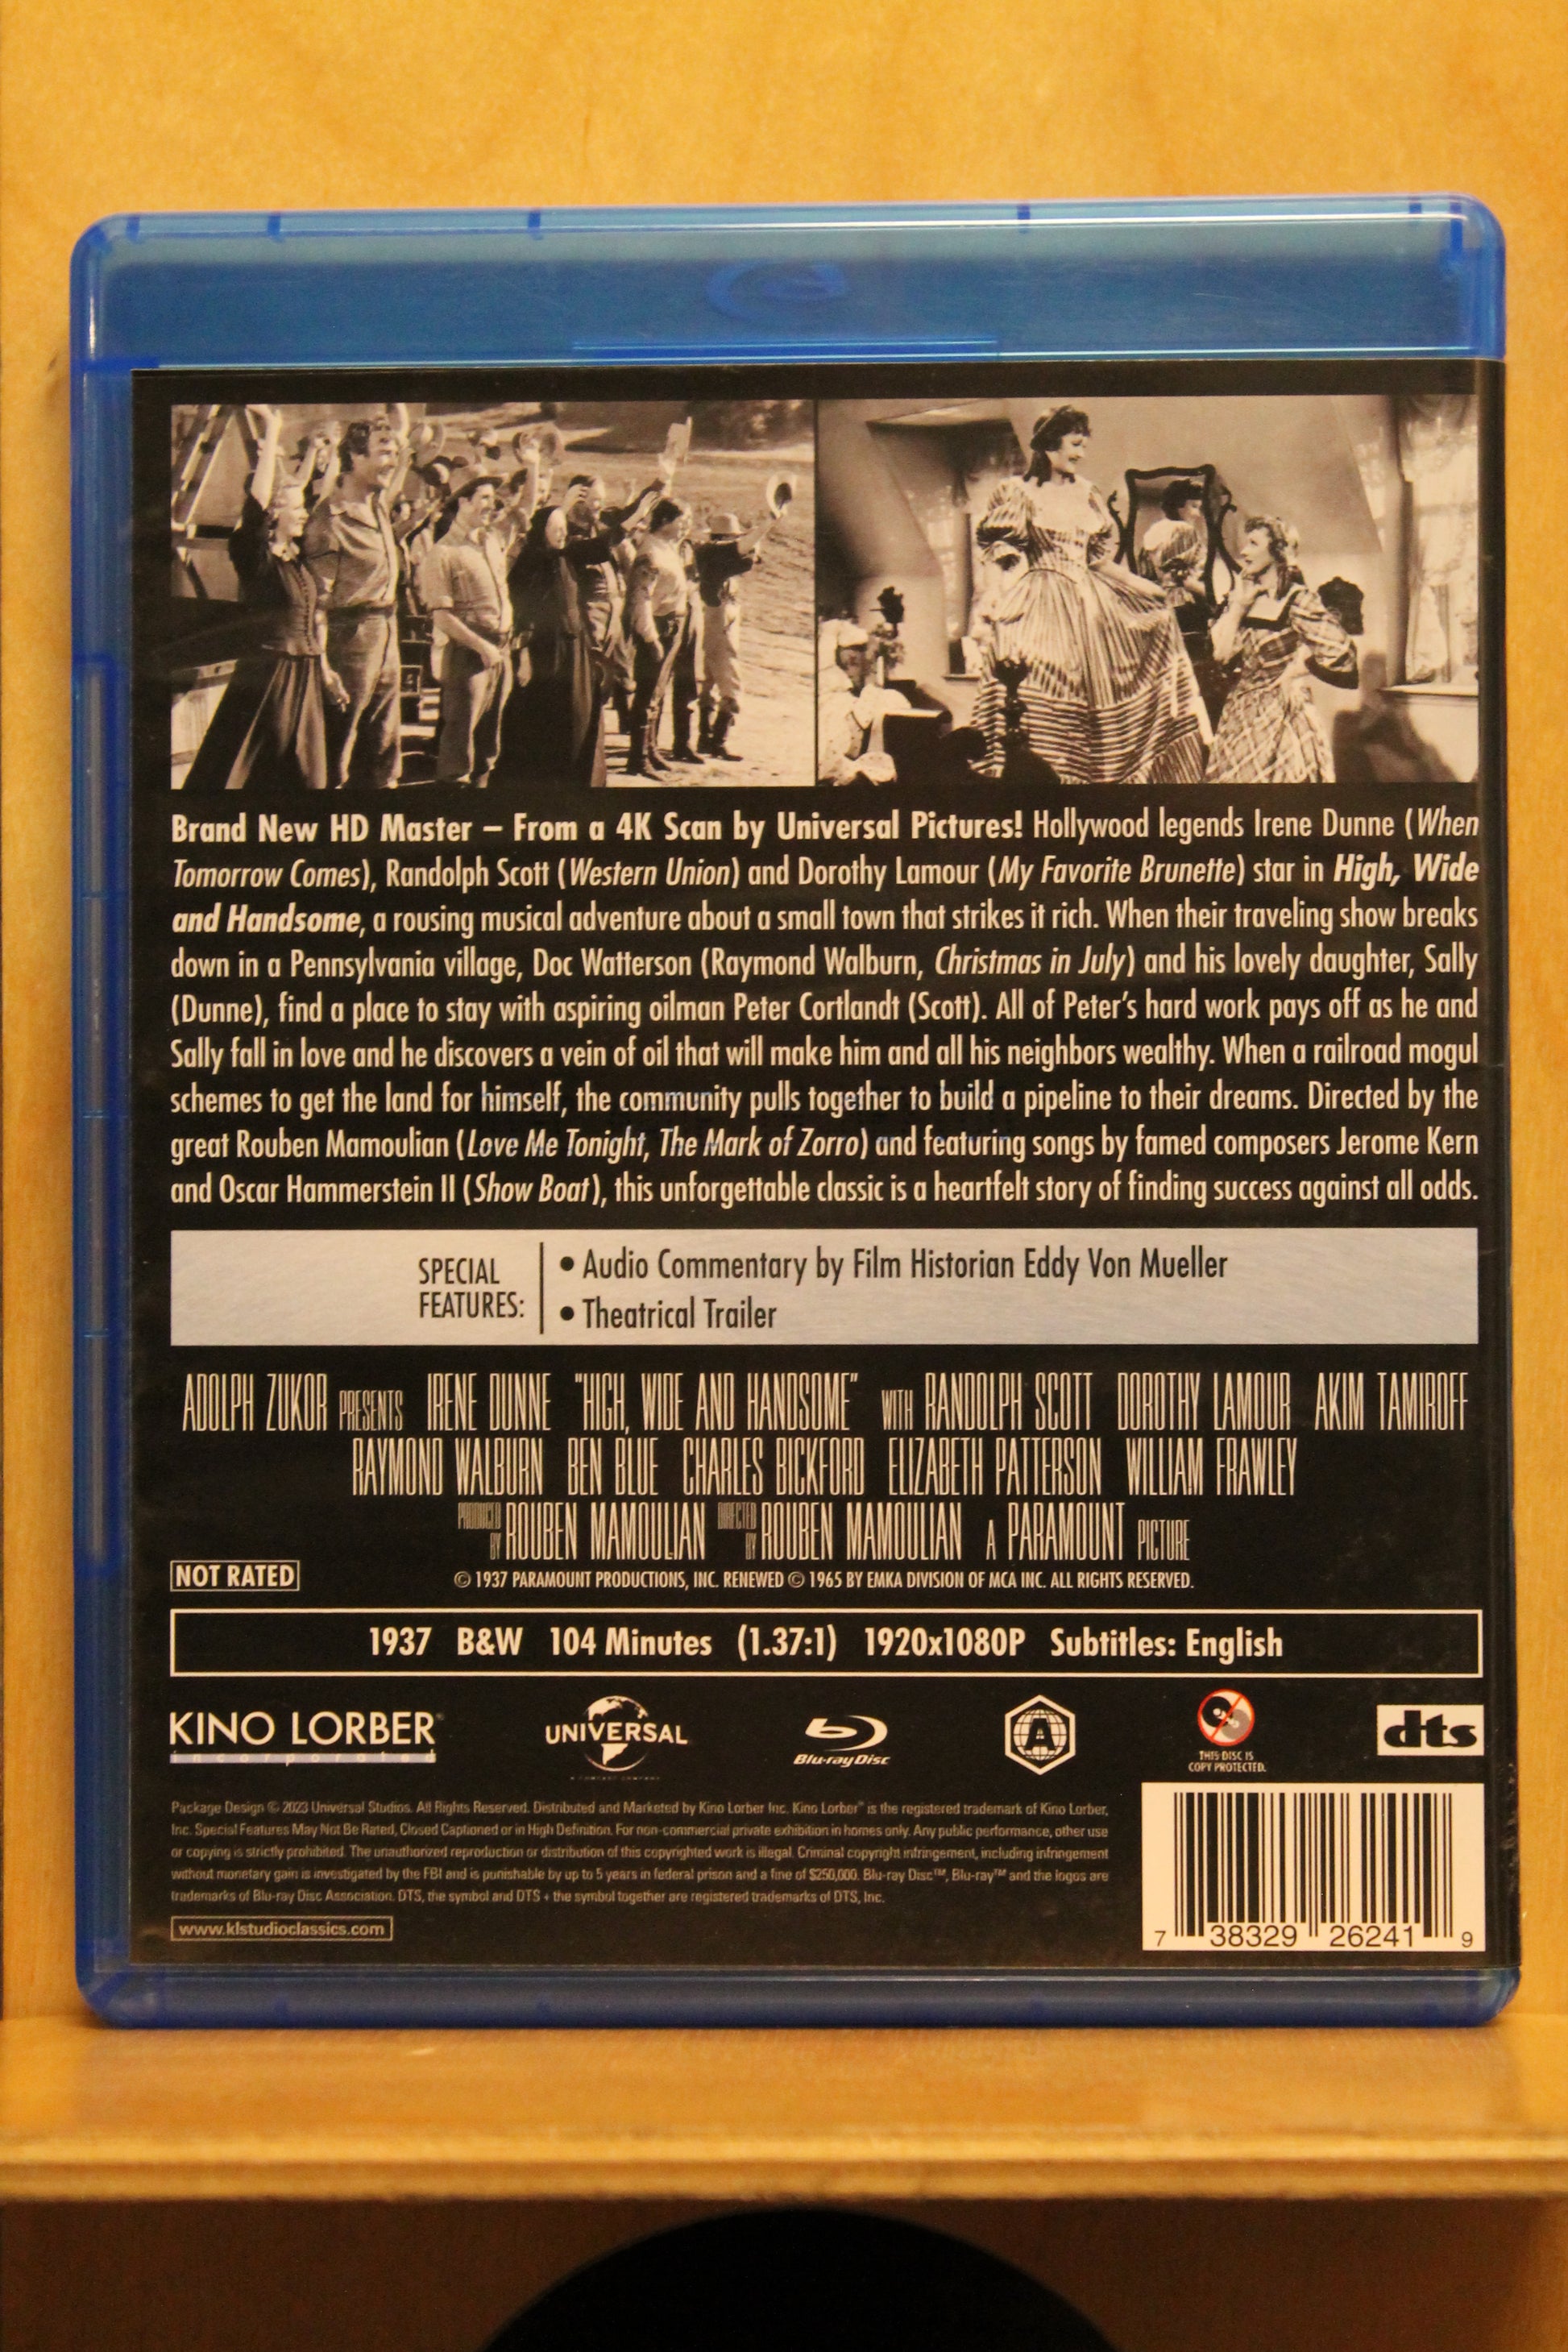 Brand New HD Master – From a 4K Scan by Universal Pictures! Hollywood legends Irene Dunne (When
Tomorrow Comes), Randolph Scott (Western Union) and Dorothy Lamour (My Favorite Brunette) star in High, Wide
and Handsome, a rousing musical adventure about a small town that strikes it rich. When their traveling show breaks
down in a Pennsylvania village, Doc Watterson (Raymond Walburn, Christmas in July) and his lovely daughter, Sally
(Dunne), find a place to stay with aspiring oilman Peter Cortlandt (Scott). All of Peter's hard work pays off as he and
Sally fall in love and he discovers a vein of oil that will make him and all his neighbors wealthy. When a railroad mogul
schemes to get the land for himself, the community pulls together to build a pipeline to their dreams. Directed by the
great Rouben Mamoulian (Love Me Tonight, The Mark of Zorro) and featuring songs by famed composers Jerome Kern
and Oscar Hammerstein II (Show Boat), this unforgettable classic is a heartfelt story of finding success against all odds.
SPECIAL
FEATURES:
• Audio Commentary by Film Historian Eddy Von Mueller
• Theatrical Trailer
ADOLPH ZUKOR PRESENTS IRENE DUNNE "HIGH, WIDE AND HANDSOME" WITH RANDOLPH SCOTT DOROTHY LAMOUR AKIM TAMIROFF
RAYMOND WALBURN BEN BLUE CHARLES BICKFORD ELIZABETH PATTERSON WILLIAM FRAWLEY
PRODUCED BY ROUBEN MAMOULIAN DIRECTED BY ROUBEN MAMOULIAN A PARAMOUNT PICTURE
NOT RATED
© 1937 PARAMOUNT PRODUCTIONS, INC. RENEWED © 1965 BY EMKA DIVISION OF MCA INC. ALL RIGHTS RESERVED.
1937 B&W 104 Minutes (1.37:1) 1920x1080P Subtitles: English
KINO LORBER
incorporated
UNIVERSAL
Blu-ray Disc
A
THIS DISC IS
COPY PROTECTED.
dts
Package Design © 2023 Universal Studios. All Rights Reserved. Distributed and Marketed by Kino Lorber Inc. Kino Lorber® is the registered trademark of Kino Lorber,
Inc. Special Features May Not Be Rated, Closed Captioned or in High Definition. For non-commercial private exhibition in homes only. Any public performance, other use
or copying is strictly prohibited. The unauthorized reproduction or distribution of this copyrighted work is illegal. Criminal copyright infringement, including infringement
without monetary gain is investigated by the FBI and is punishable by up to 5 years in federal prison and a fine of $250,000. Blu-ray Disc™, Blu-ray™ and the logos are
trademarks of Blu-ray Disc Association. DTS, the symbol and DTS + the symbol together are registered trademarks of DTS, Inc.
www.klstudioclassics.com
7 38329 26241 9